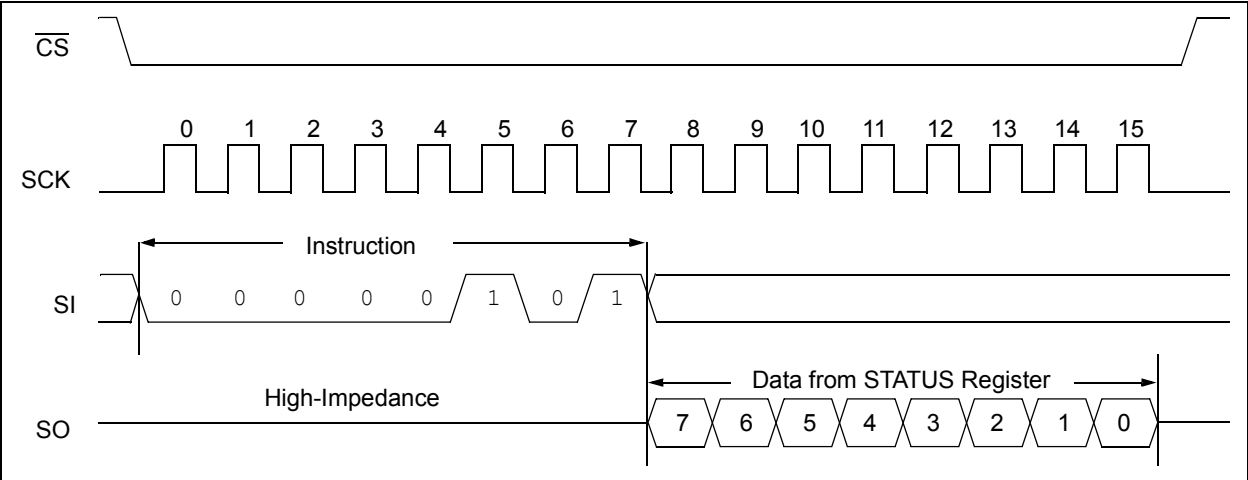 CS
0 1 2 3 4 5 6 7 8 9 10 11 12 13 14 15
SCK
Instruction
SI 0 0 0 0 0 1 0 1
Data from STATUS Register
High-Impedance
SO 7 6 5 4 3 2 1 0